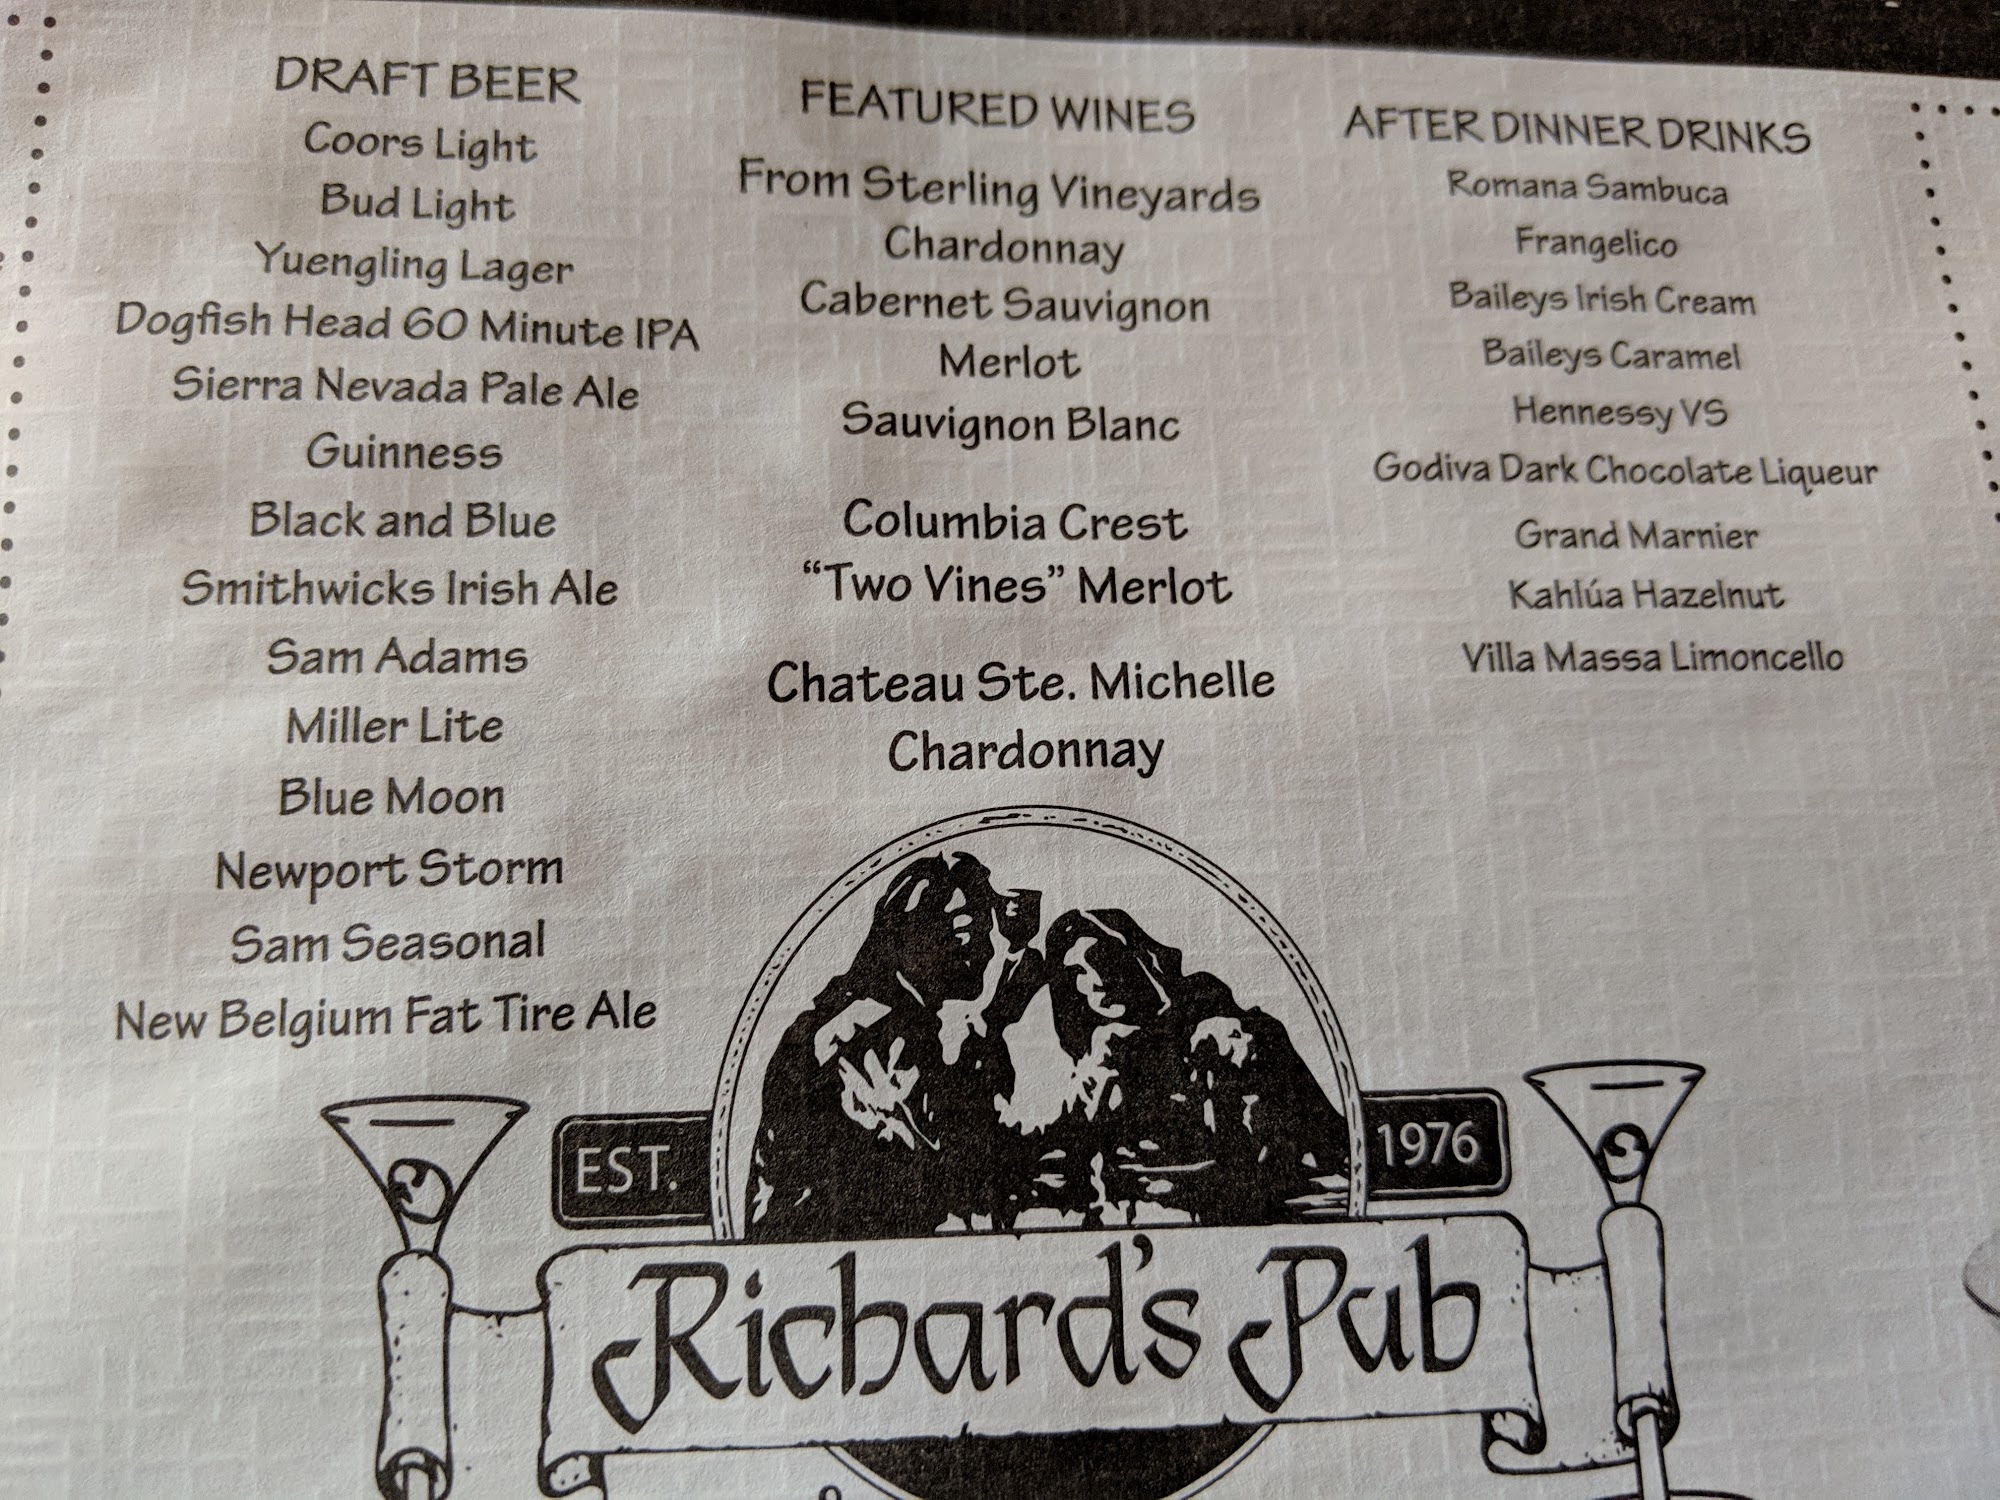 DRAFT BEER
Coors Light
Bud Light
Yuengling Lager
Dogfish Head 60 Minute IPA
Sierra Nevada Pale Ale
Guinness
Black and Blue
Smithwicks Irish Ale
Sam Adams
Miller Lite
Blue Moon
Newport Storm
Sam Seasonal
New Belgium Fat Tire Ale
FEATURED WINES
From Sterling Vineyards
Chardonnay
Cabernet Sauvignon
Merlot
Sauvignon Blanc
Columbia Crest
“Two Vines” Merlot
Chateau Ste. Michelle
Chardonnay
AFTER DINNER DRINKS
Romana Sambuca
Frangelico
Baileys Irish Cream
Baileys Caramel
Hennessy VS
Godiva Dark Chocolate Liqueur
Grand Marnier
Kahlúa Hazelnut
Villa Massa Limoncello
EST. 1976
Richard's Pub